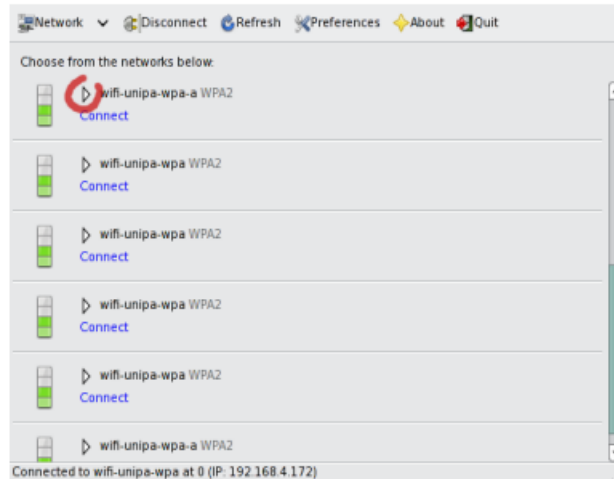 Network Disconnect Refresh Preferences About Quit
Choose from the networks below:
wifi-unipa-wpa-a WPA2
Connect
wifi-unipa-wpa WPA2
Connect
wifi-unipa-wpa WPA2
Connect
wifi-unipa-wpa WPA2
Connect
wifi-unipa-wpa WPA2
Connect
wifi-unipa-wpa-a WPA2
Connected to wifi-unipa-wpa at 0 (IP: 192.168.4.172)